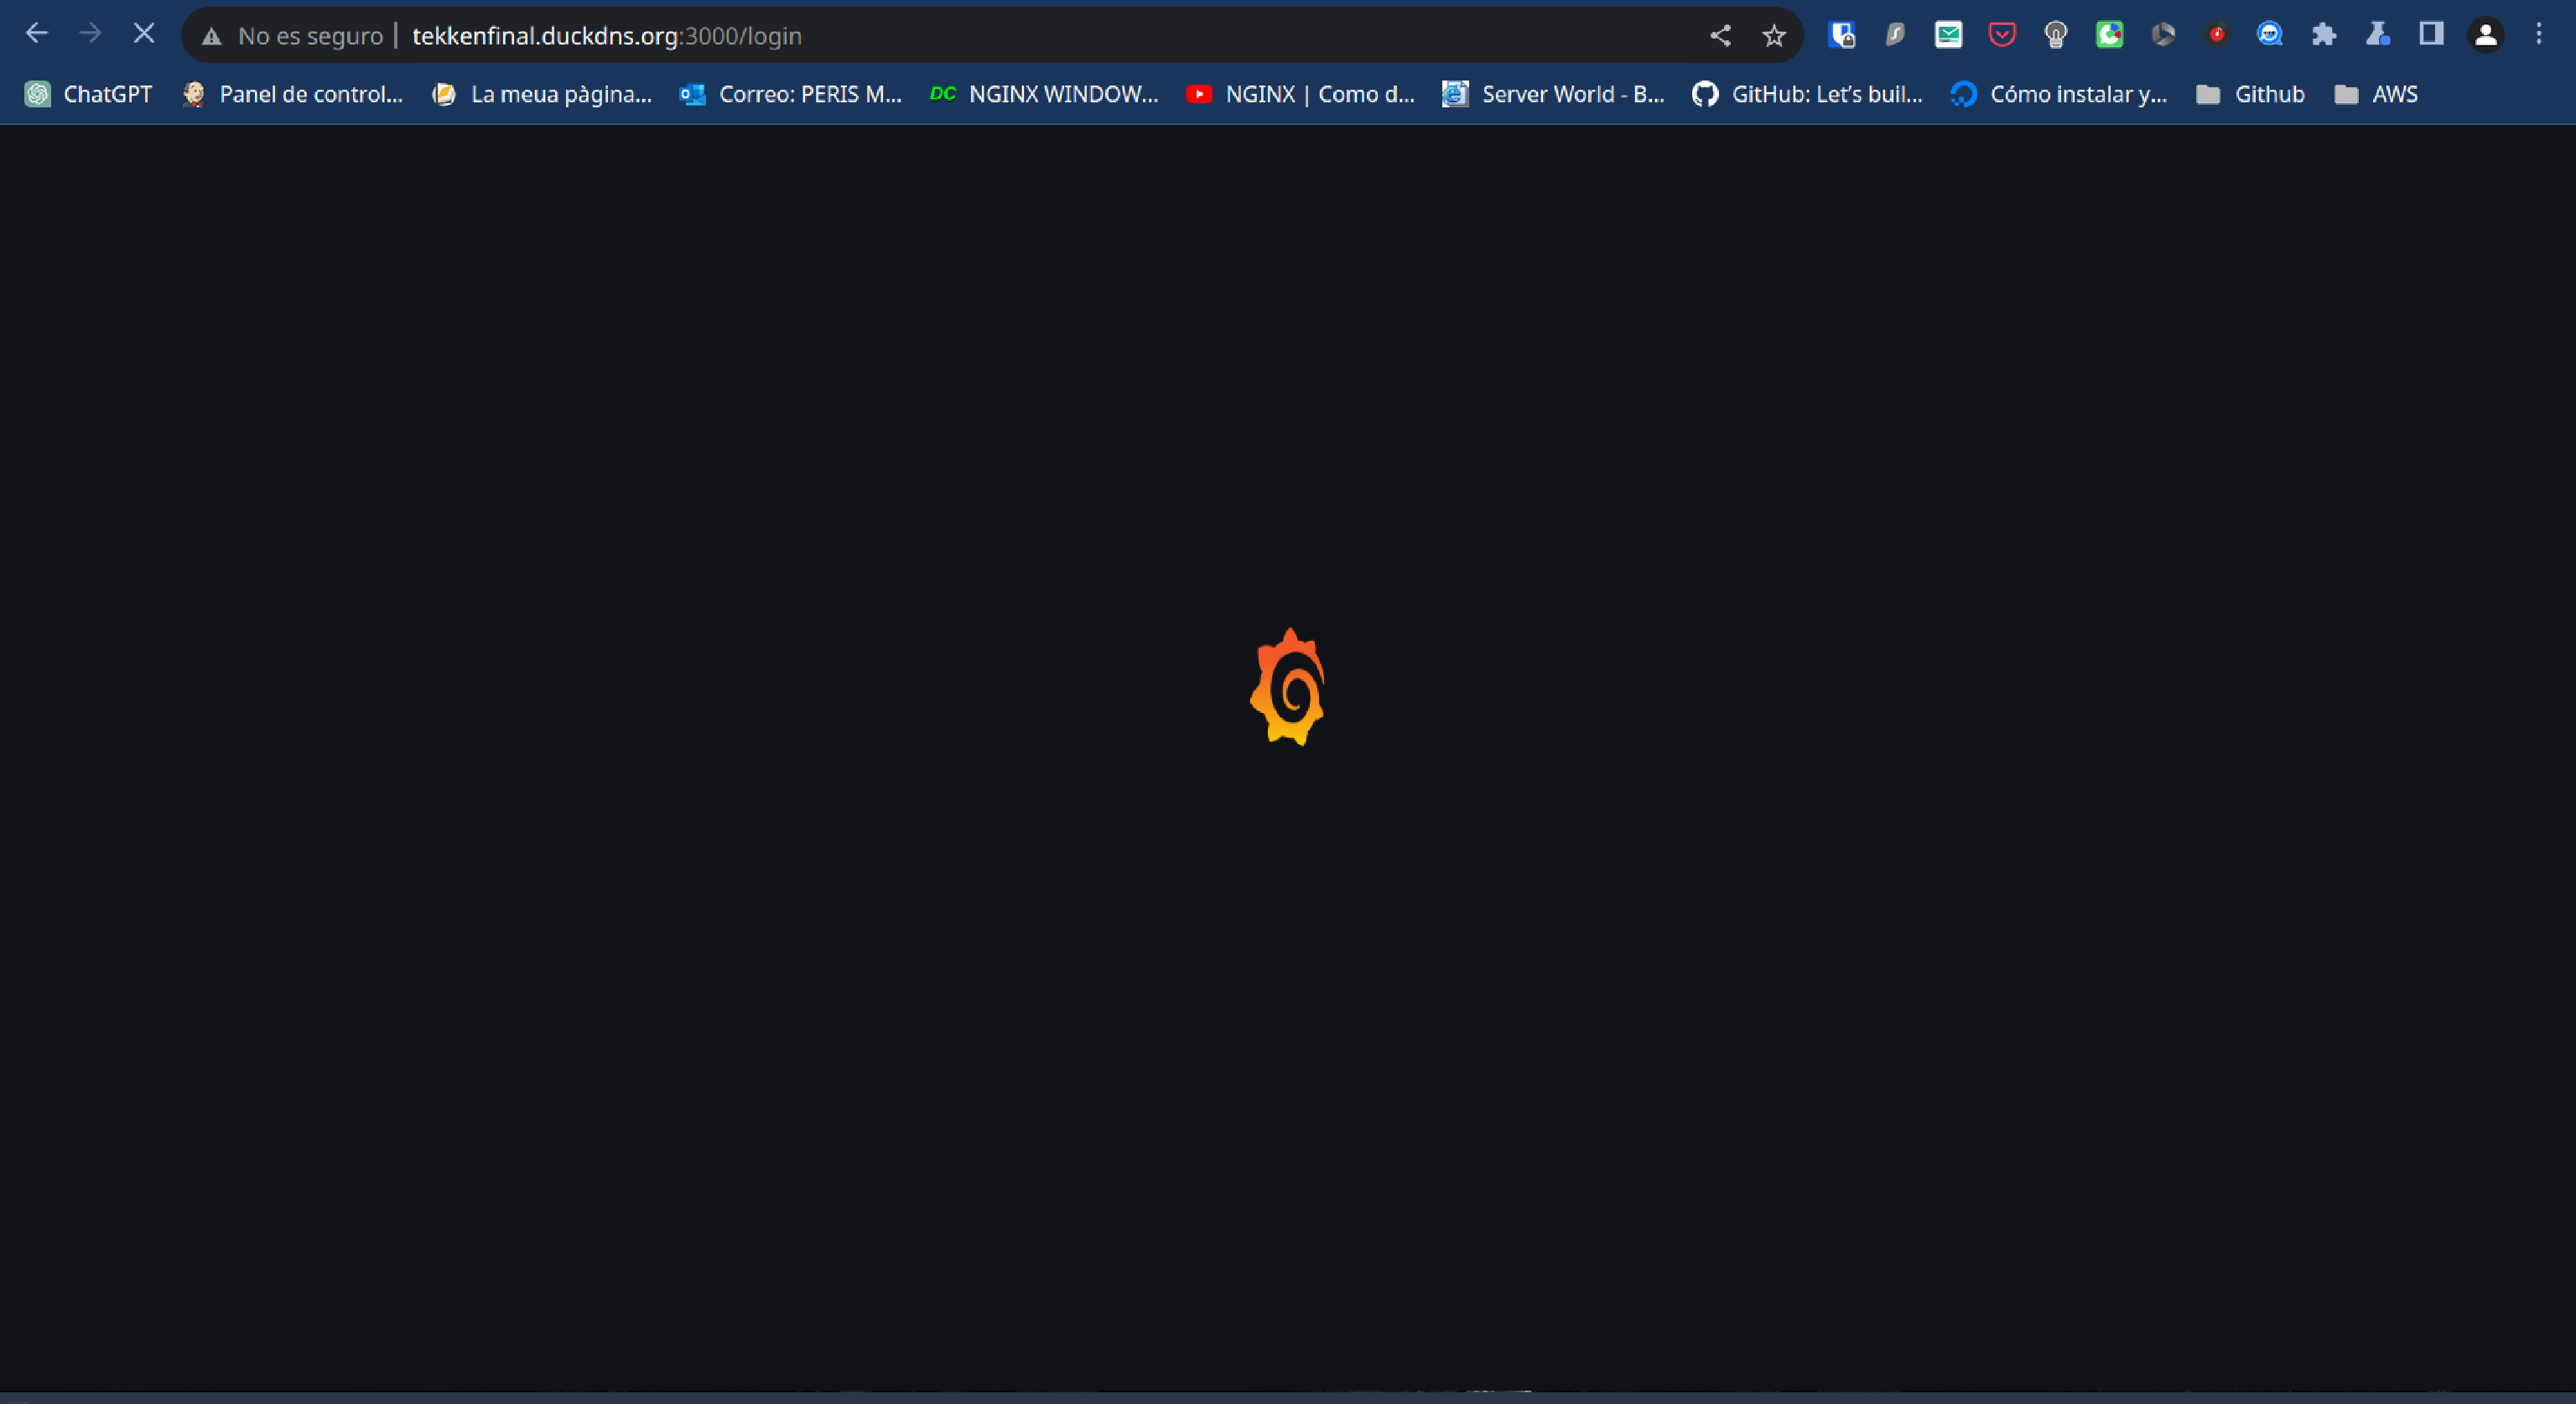 No es seguro | tekkenfinal.duckdns.org:3000/login
ChatGPT Panel de control... La meua pàgina... Correo: PERIS M... DC NGINX WINDOW... NGINX | Como d... Server World - B... GitHub: Let’s buil... Cómo instalar y... Github AWS